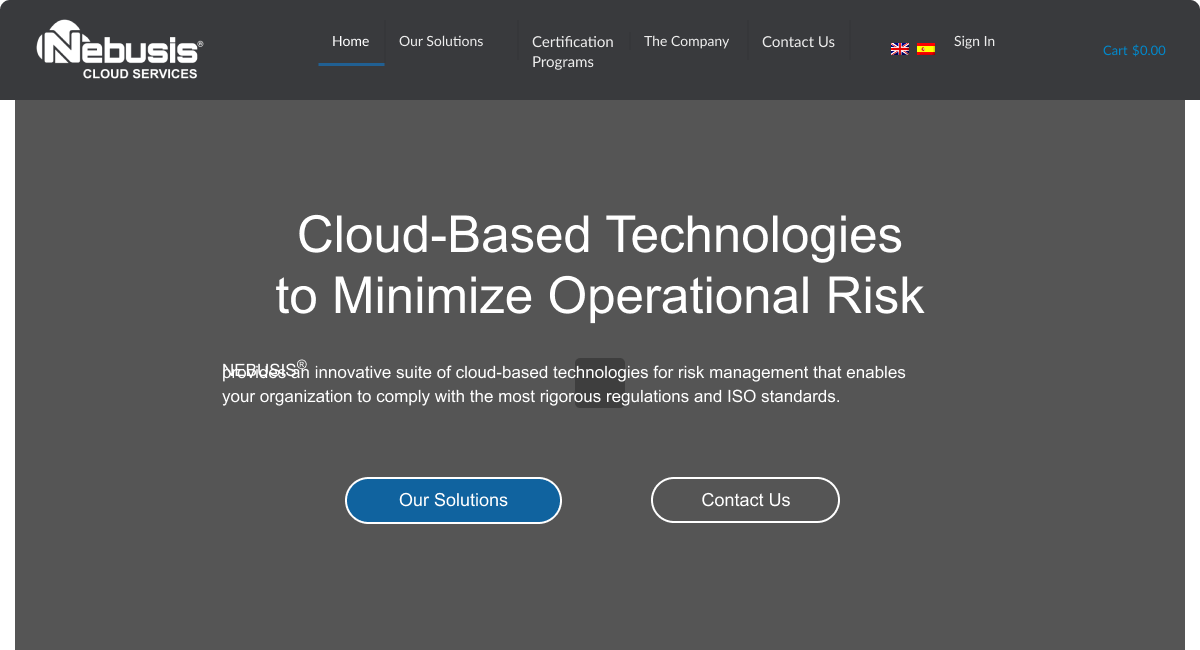 Nebusis®
CLOUD SERVICES
Home
Our Solutions
Certification
Programs
The Company
Contact Us
Sign In
Cart $0.00
Cloud-Based Technologies
to Minimize Operational Risk
NEBUSIS®
provides an innovative suite of cloud-based technologies for risk management that enables
your organization to comply with the most rigorous regulations and ISO standards.
Our Solutions
Contact Us